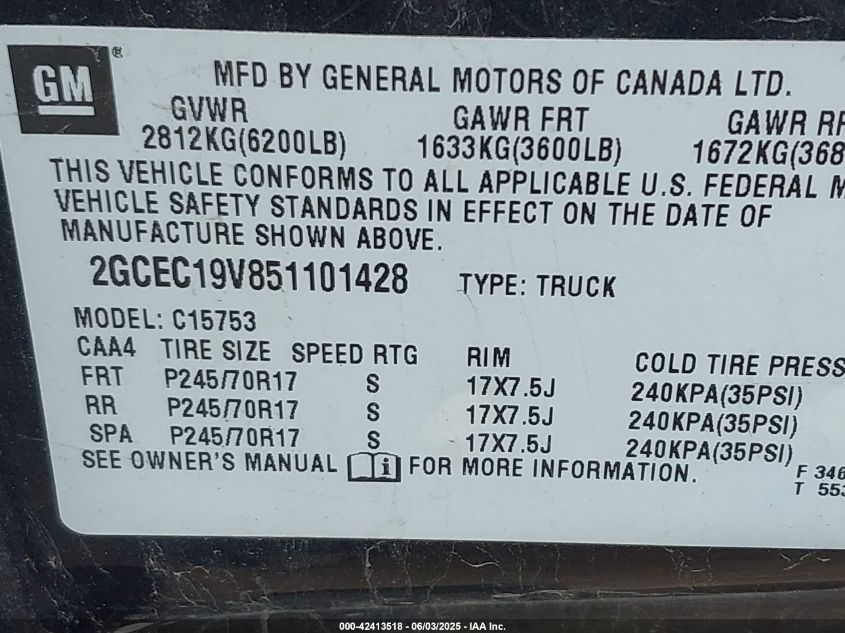 GM ®
MFD BY GENERAL MOTORS OF CANADA LTD.
GVWR GAWR FRT GAWR RR
2812KG(6200LB) 1633KG(3600LB) 1672KG(368
THIS VEHICLE CONFORMS TO ALL APPLICABLE U.S. FEDERAL M
VEHICLE SAFETY STANDARDS IN EFFECT ON THE DATE OF
MANUFACTURE SHOWN ABOVE.
2GCEC19V851101428 TYPE: TRUCK
MODEL: C15753
CAA4 TIRE SIZE SPEED RTG RIM COLD TIRE PRESS
FRT P245/70R17 S 17X7.5J 240KPA(35PSI)
RR P245/70R17 S 17X7.5J 240KPA(35PSI)
SPA P245/70R17 S 17X7.5J 240KPA(35PSI)
SEE OWNER'S MANUAL i FOR MORE INFORMATION.
F 346
T 553
000-42413518 - 06/03/2025 - IAA Inc.